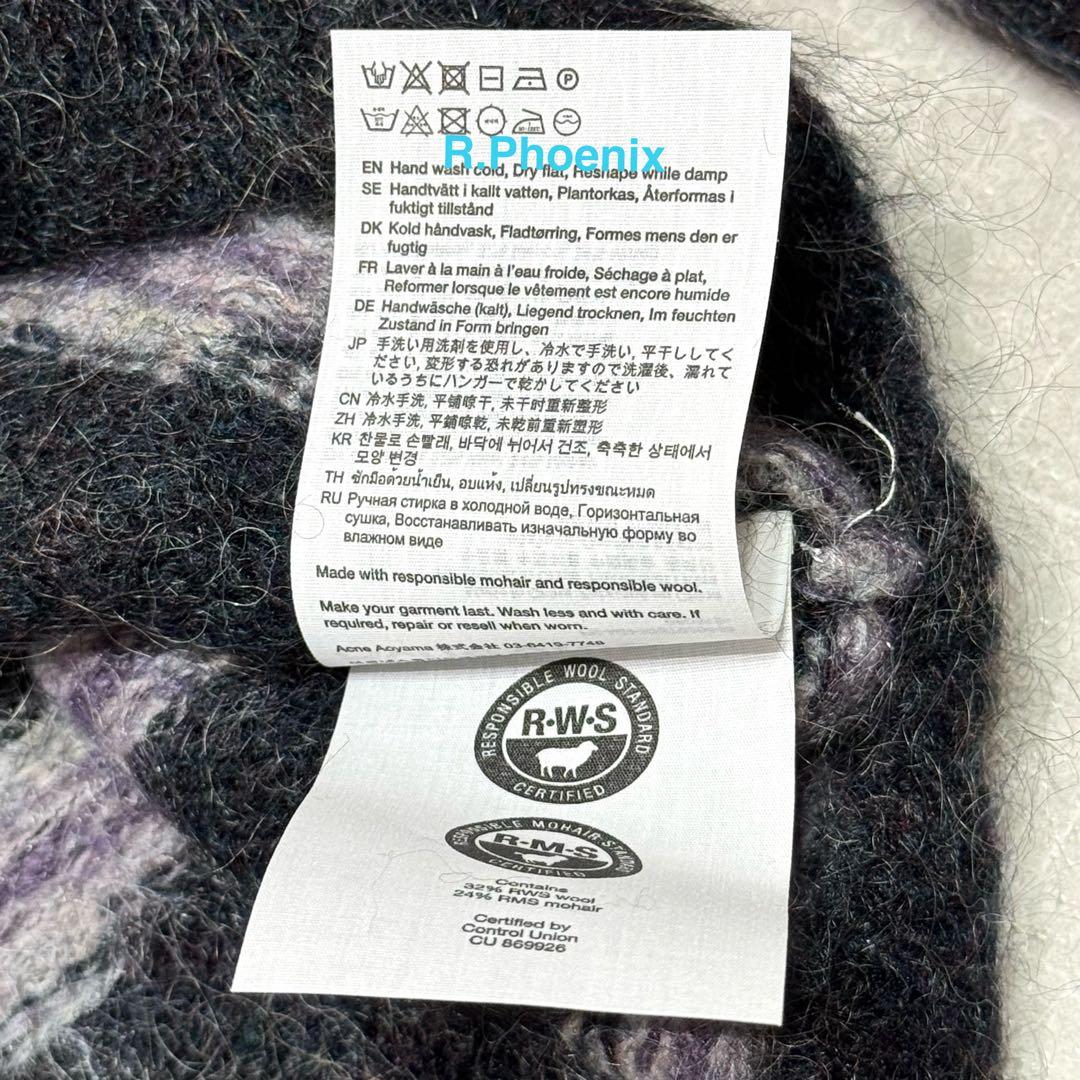 R.Phoenix
EN Hand wash cold, Dry flat, Reshape while damp
SE Handtvätt i kallt vatten, Plantorkas, Återformas i
fuktigt tillstånd
DK Kold håndvask, Fladtørring, Formes mens den er
fugtig
FR Laver à la main à l'eau froide, Séchage à plat,
Reformer lorsque le vêtement est encore humide
DE Handwäsche (kalt), Liegend trocknen, Im feuchten
Zustand in Form bringen
JP 手洗い用洗剤を使用し、冷水で手洗い, 平干ししてく
ださい, 変形する恐れがありますので洗濯後、濡れて
いるうちにハンガーで乾かしてください
CN 冷水手洗, 平铺晾干, 未干时重新整形
ZH 冷水手洗, 平鋪晾乾, 未乾前重新塑形
KR 찬물로 손빨래, 바닥에 뉘어서 건조, 축축한 상태에서
모양 변경
TH ซักมือด้วยน้ำเย็น, อบแห้ง, เปลี่ยนรูปทรงขณะหมาด
RU Ручная стирка в холодной воде, Горизонтальная
сушка, Восстанавливать изначальную форму во
влажном виде
Made with responsible mohair and responsible wool.
Make your garment last. Wash less and with care. If
required, repair or resell when worn.
Acne Aoyama 株式会社 03-6419-7740
RESPONSIBLE WOOL STANDARD
R·W·S
CERTIFIED
RESPONSIBLE MOHAIR STANDARD
R·M·S
CERTIFIED
Contains
32% RWS wool
24% RMS mohair
Certified by
Control Union
CU 869926